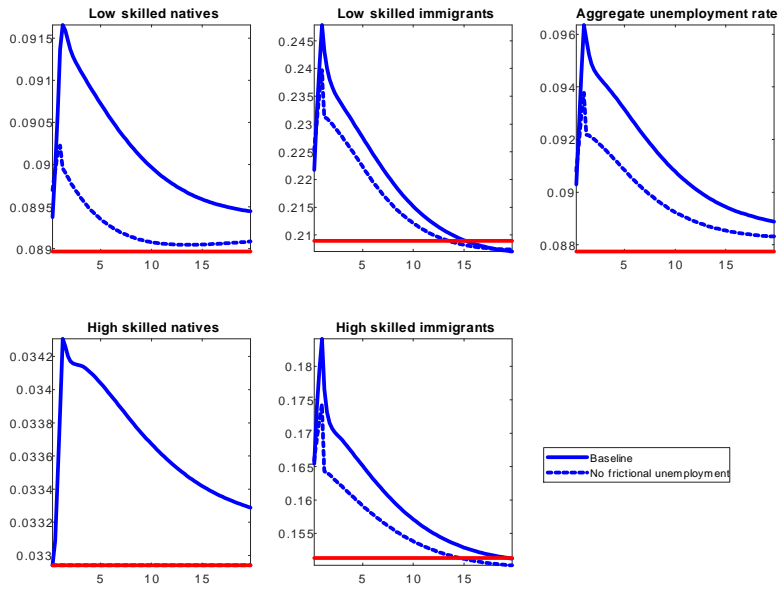 Low skilled natives
0.0915
0.091
0.0905
0.09
0.0895
0.089
5 10 15
Low skilled immigrants
0.245
0.24
0.235
0.23
0.225
0.22
0.215
0.21
5 10 15
Aggregate unemployment rate
0.096
0.094
0.092
0.09
0.088
5 10 15
High skilled natives
0.0342
0.034
0.0338
0.0336
0.0334
0.0332
0.033
5 10 15
High skilled immigrants
0.18
0.175
0.17
0.165
0.16
0.155
5 10 15
Baseline
No frictional unemployment